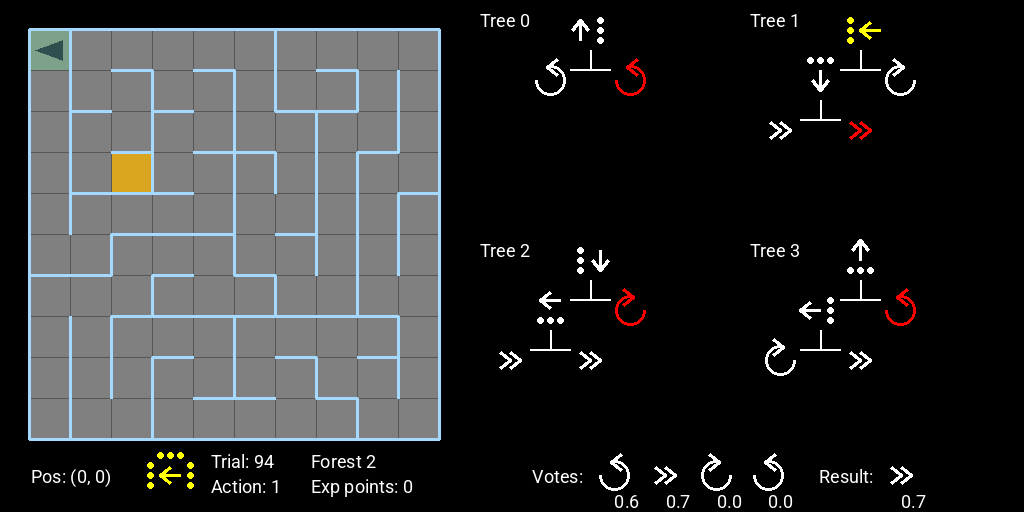 Tree 0
Tree 1
Tree 2
Tree 3
Pos: (0, 0)
Trial: 94
Forest 2
Action: 1
Exp points: 0
Votes:
0.6
0.7
0.0
0.0
Result:
0.7